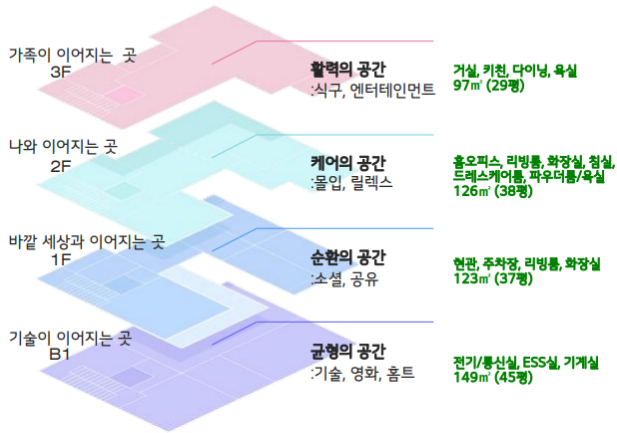 가족이 이어지는 곳
3F
활력의 공간
:식구, 엔터테인먼트
거실, 키친, 다이닝, 욕실
97㎡ (29평)
나와 이어지는 곳
2F
케어의 공간
:몰입, 릴렉스
홈오피스, 리빙룸, 화장실, 침실,
드레스케어룸, 파우더룸/욕실
126㎡ (38평)
바깥 세상과 이어지는 곳
1F
순환의 공간
:소셜, 공유
현관, 주차장, 리빙룸, 화장실
123㎡ (37평)
기술이 이어지는 곳
B1
균형의 공간
:기술, 영화, 홈트
전기/통신실, ESS실, 기계실
149㎡ (45평)